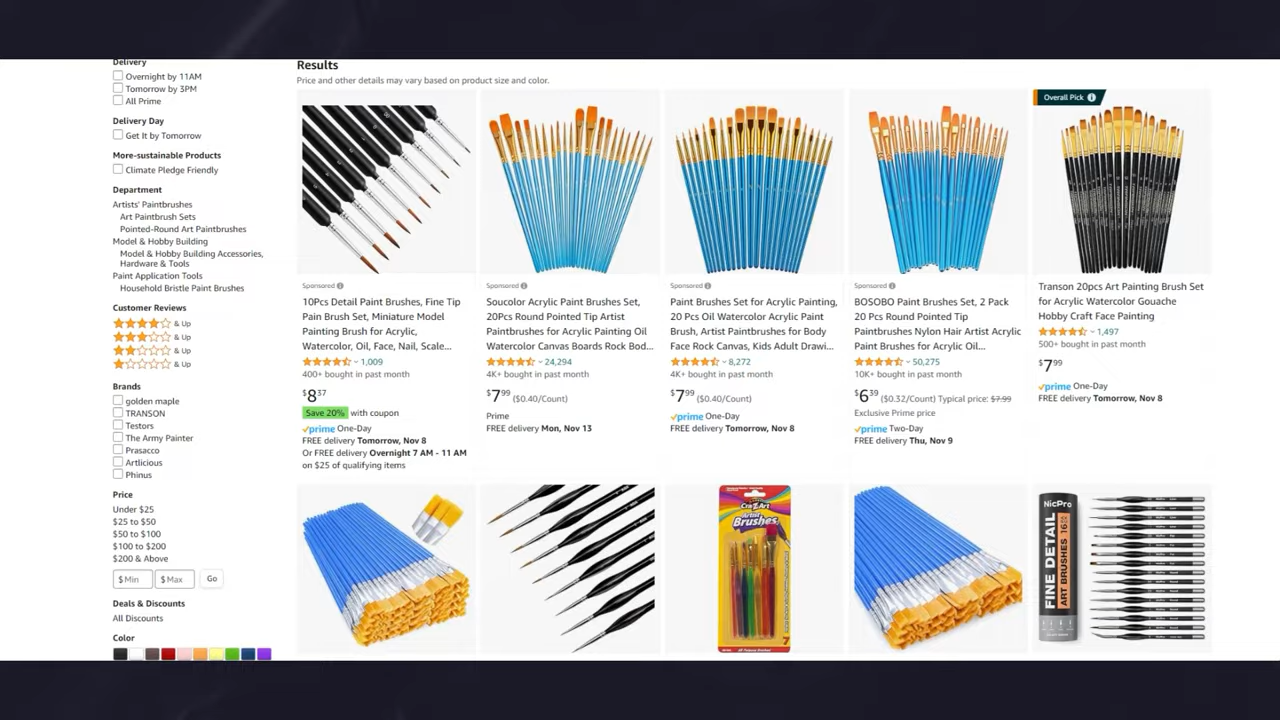 Delivery
Overnight by 11AM
Tomorrow by 3PM
All Prime
Delivery Day
Get It by Tomorrow
More-sustainable Products
Climate Pledge Friendly
Department
Artists' Paintbrushes
Art Paintbrush Sets
Pointed-Round Art Paintbrushes
Model & Hobby Building
Model & Hobby Building Accessories,
Hardware & Tools
Paint Application Tools
Household Bristle Paint Brushes
Customer Reviews
& Up
& Up
& Up
& Up
Brands
golden maple
TRANSON
Testors
The Army Painter
Prasacco
Artlicious
Phinus
Price
Under $25
$25 to $50
$50 to $100
$100 to $200
$200 & Above
$ Min $ Max Go
Deals & Discounts
All Discounts
Color
Results
Price and other details may vary based on product size and color.
Sponsored
10Pcs Detail Paint Brushes, Fine Tip
Pain Brush Set, Miniature Model
Painting Brush for Acrylic,
Watercolor, Oil, Face, Nail, Scale...
1,009
400+ bought in past month
$8 37
Save 20% with coupon
prime One-Day
FREE delivery Tomorrow, Nov 8
Or FREE delivery Overnight 7 AM - 11 AM
on $25 of qualifying items
Sponsored
Soucolor Acrylic Paint Brushes Set,
20Pcs Round Pointed Tip Artist
Paintbrushes for Acrylic Painting Oil
Watercolor Canvas Boards Rock Bod...
24,294
4K+ bought in past month
$7 99 ($0.40/Count)
Prime
FREE delivery Mon, Nov 13
Sponsored
Paint Brushes Set for Acrylic Painting,
20 Pcs Oil Watercolor Acrylic Paint
Brush, Artist Paintbrushes for Body
Face Rock Canvas, Kids Adult Drawi...
8,272
4K+ bought in past month
$7 99 ($0.40/Count)
prime One-Day
FREE delivery Tomorrow, Nov 8
Sponsored
BOSOBO Paint Brushes Set, 2 Pack
20 Pcs Round Pointed Tip
Paintbrushes Nylon Hair Artist Acrylic
Paint Brushes for Acrylic Oil...
50,275
10K+ bought in past month
$6 39 ($0.32/Count) Typical price: $7.99
Exclusive Prime price
prime Two-Day
FREE delivery Thu, Nov 9
Overall Pick
Transon 20pcs Art Painting Brush Set
for Acrylic Watercolor Gouache
Hobby Craft Face Painting
1,497
500+ bought in past month
$7 99
prime One-Day
FREE delivery Tomorrow, Nov 8
Cra-Z-Art
Artist
Brushes
7
NicPro
FINE DETAIL
ART BRUSHES 16